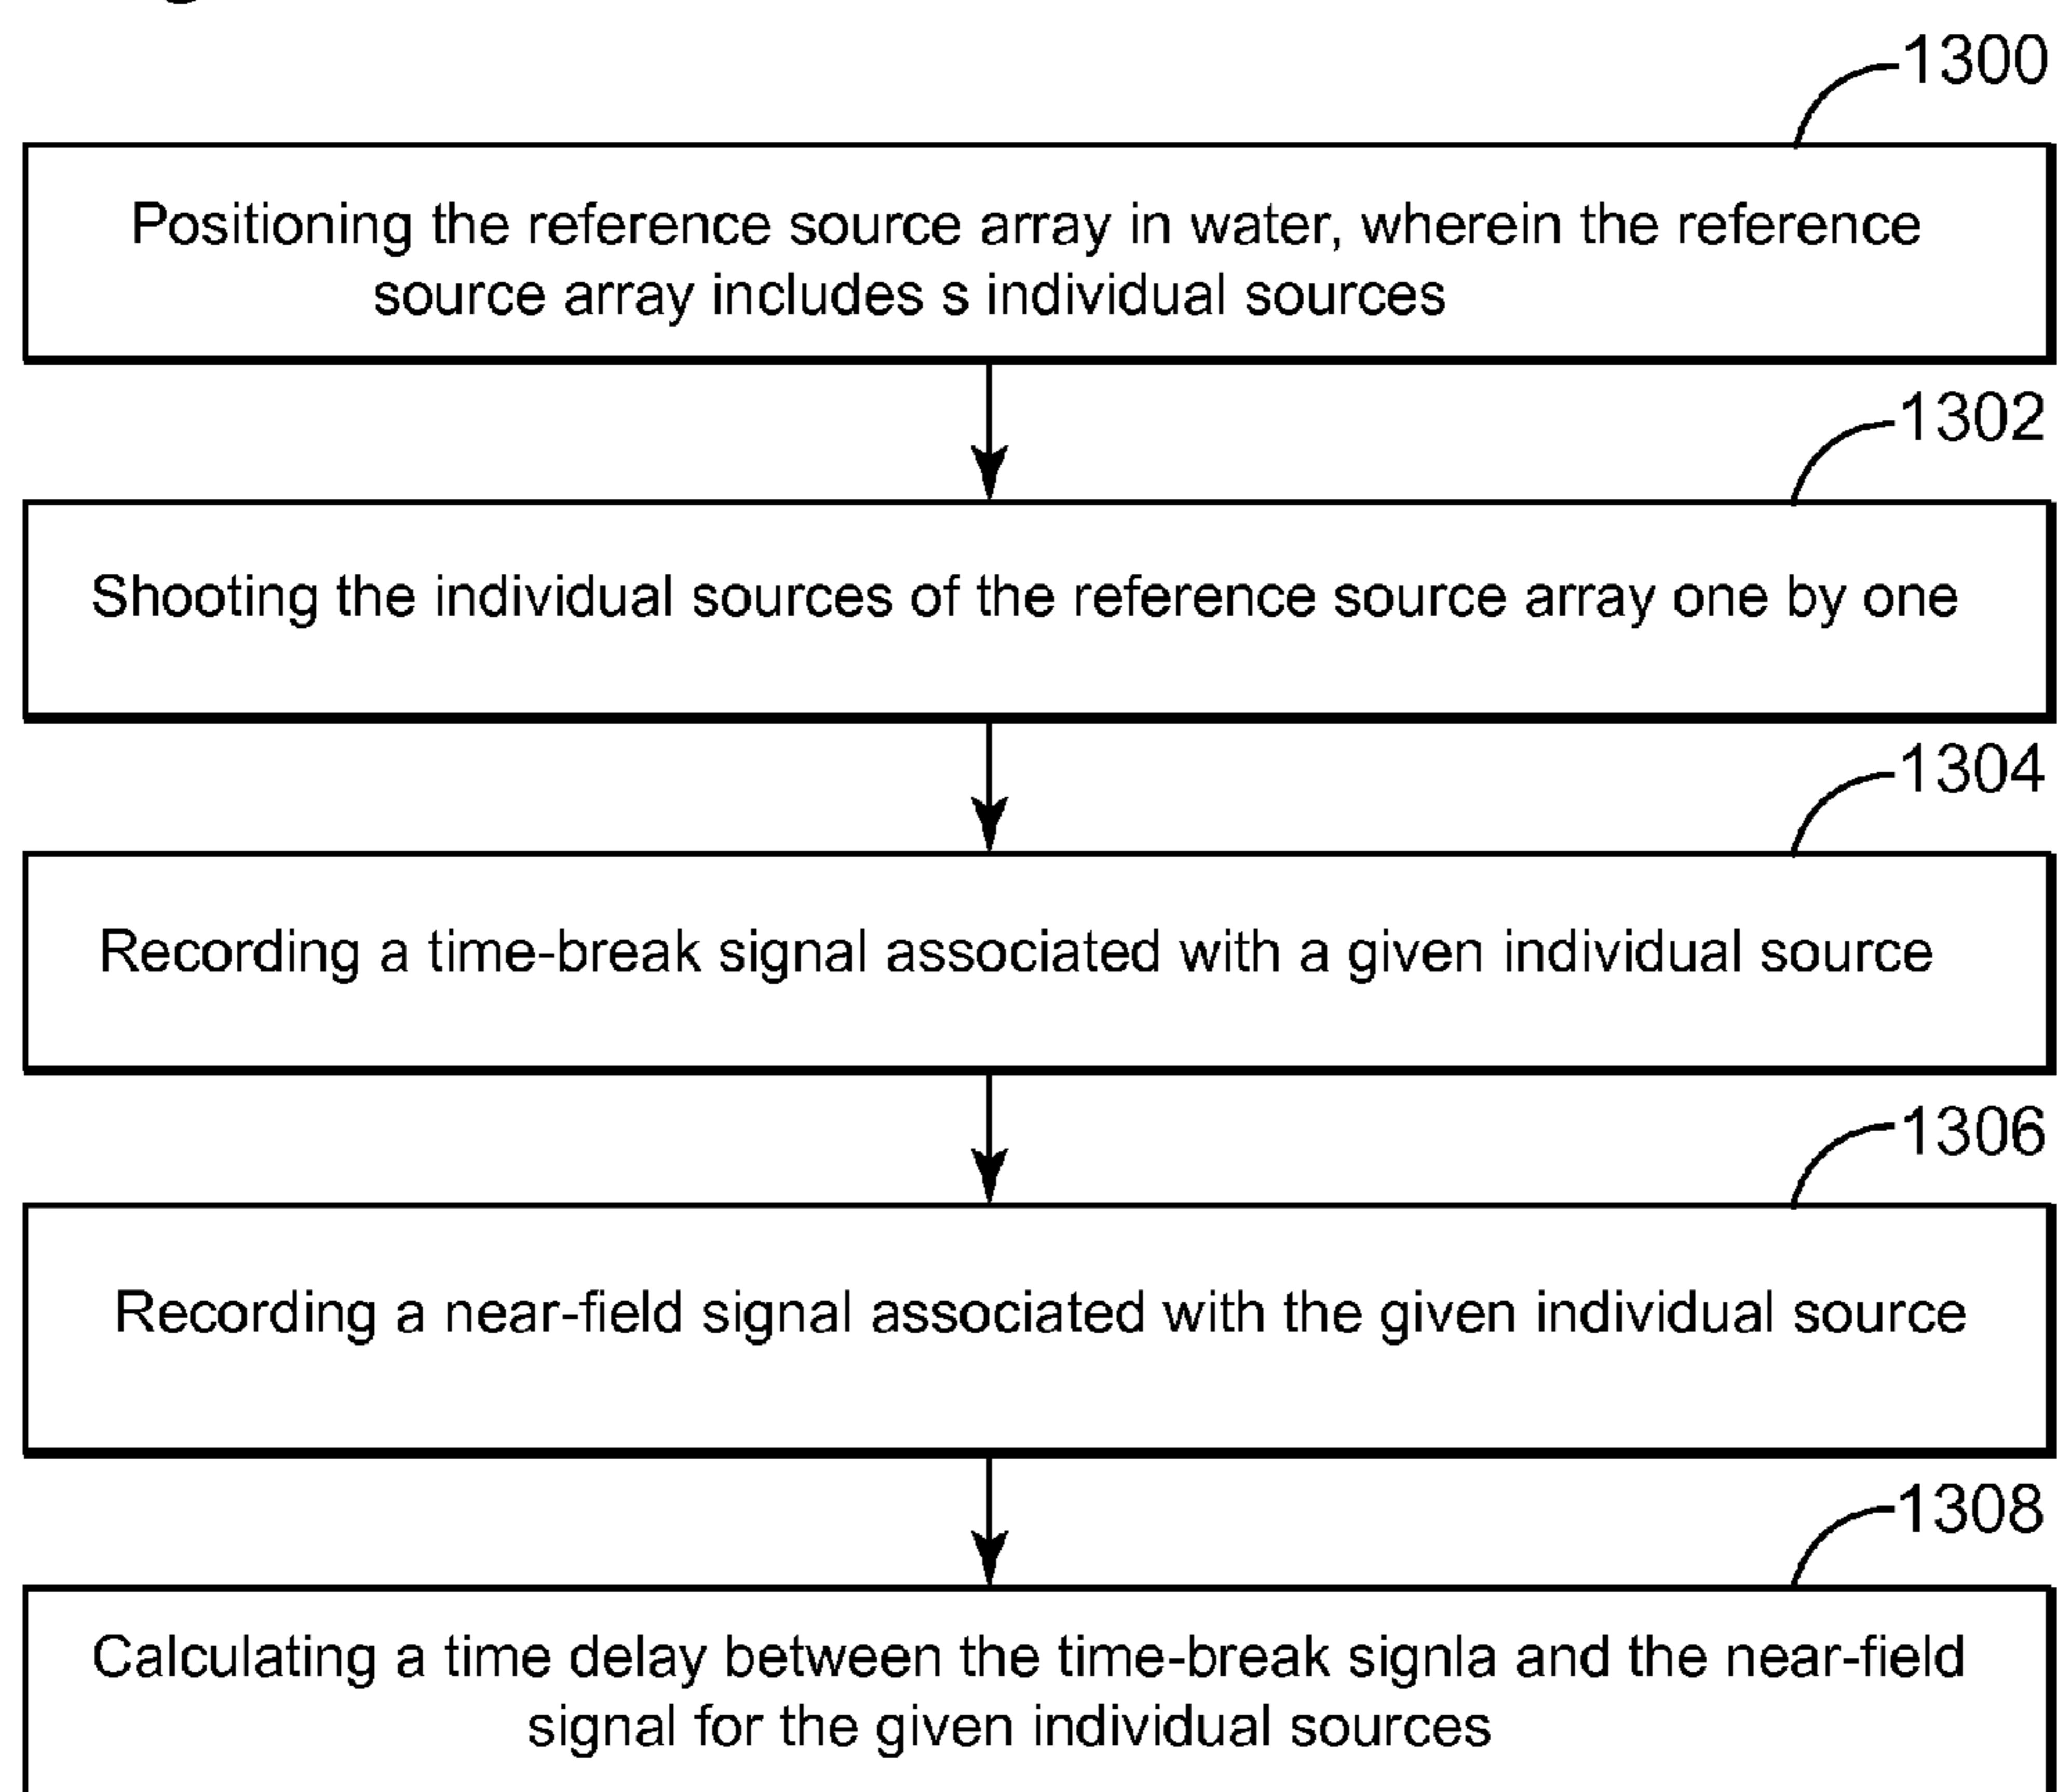 1300
Positioning the reference source array in water, wherein the reference
source array includes s individual sources
1302
Shooting the individual sources of the reference source array one by one
1304
Recording a time-break signal associated with a given individual source
1306
Recording a near-field signal associated with the given individual source
1308
Calculating a time delay between the time-break signla and the near-field
signal for the given individual sources